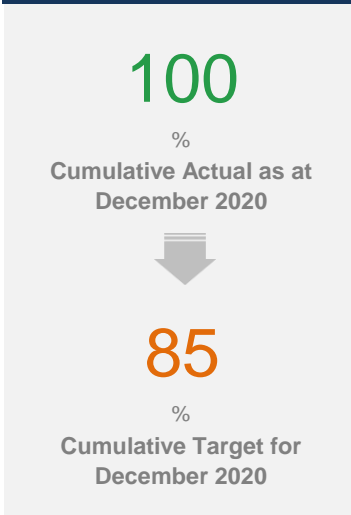 100
%
Cumulative Actual as at
December 2020
85
%
Cumulative Target for
December 2020